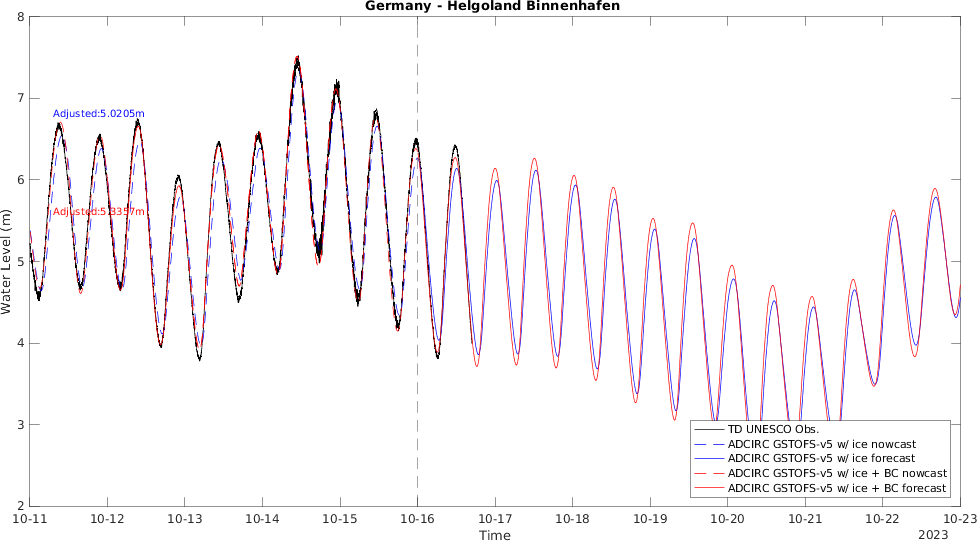 Germany - Helgoland Binnenhafen
8
7
6
5
4
3
2
Water Level (m)
Adjusted:5.0205m
Adjusted:5.3357m
TD UNESCO Obs.
ADCIRC GSTOFS-v5 w/ ice nowcast
ADCIRC GSTOFS-v5 w/ ice forecast
ADCIRC GSTOFS-v5 w/ ice + BC nowcast
ADCIRC GSTOFS-v5 w/ ice + BC forecast
10-11 10-12 10-13 10-14 10-15 10-16 10-17 10-18 10-19 10-20 10-21 10-22 10-23
Time
2023